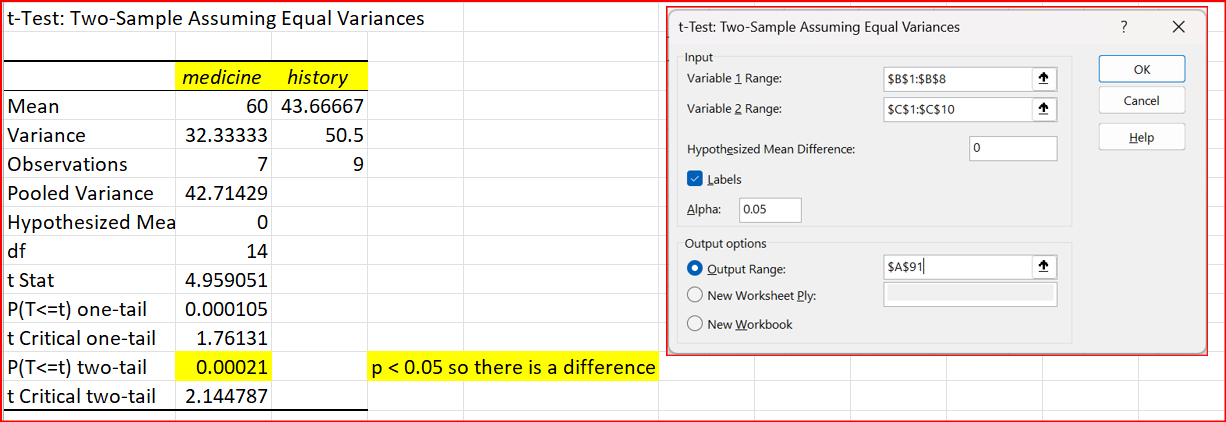 t-Test: Two-Sample Assuming Equal Variances
medicine history
Mean 60 43.66667
Variance 32.33333 50.5
Observations 7 9
Pooled Variance 42.71429
Hypothesized Mea 0
df 14
t Stat 4.959051
P(T<=t) one-tail 0.000105
t Critical one-tail 1.76131
P(T<=t) two-tail 0.00021 p < 0.05 so there is a difference
t Critical two-tail 2.144787
t-Test: Two-Sample Assuming Equal Variances ?
Input
Variable 1 Range: $B$1:$B$8
Variable 2 Range: $C$1:$C$10
Hypothesized Mean Difference: 0
Labels
Alpha: 0.05
OK
Cancel
Help
Output options
Output Range: $A$91
New Worksheet Ply:
New Workbook